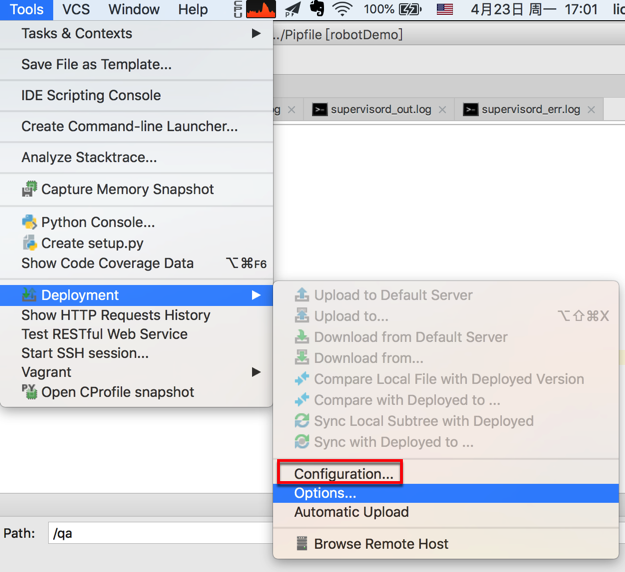 Tools VCS Window Help CPU 100% 4月23日 周一 17:01
../Pipfile [robotDemo]
Tasks & Contexts
Save File as Template...
IDE Scripting Console
supervisord_out.log supervisord_err.log
Create Command-line Launcher...
Analyze Stacktrace...
Capture Memory Snapshot
Python Console...
Create setup.py
Show Code Coverage Data ⌥⌘F6
Deployment
Show HTTP Requests History
Test RESTful Web Service
Start SSH session...
Vagrant
Open CProfile snapshot
Upload to Default Server
Upload to... ⌥⇧⌘X
Download from Default Server
Download from...
Compare Local File with Deployed Version
Compare with Deployed to ...
Sync Local Subtree with Deployed
Sync with Deployed to ...
Configuration...
Options...
Automatic Upload
Browse Remote Host
Path: /qa